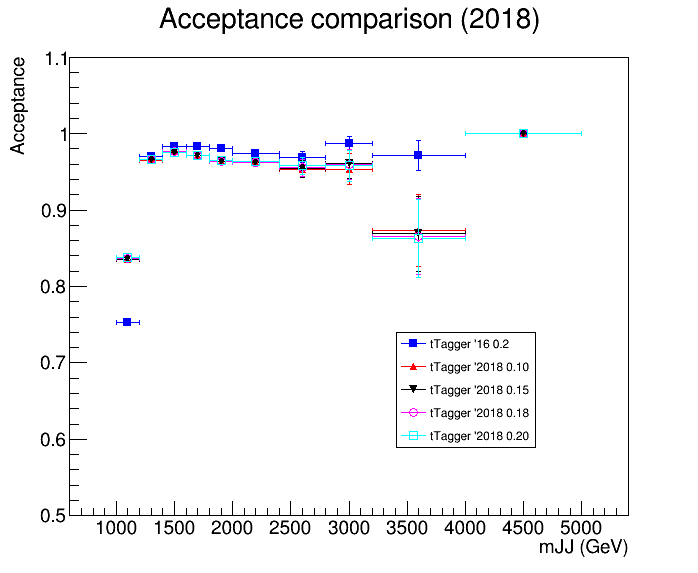 Acceptance comparison (2018)
Acceptance
1.1
1
0.9
0.8
0.7
0.6
0.5
tTagger '16 0.2
tTagger '2018 0.10
tTagger '2018 0.15
tTagger '2018 0.18
tTagger '2018 0.20
1000 1500 2000 2500 3000 3500 4000 4500 5000
mJJ (GeV)